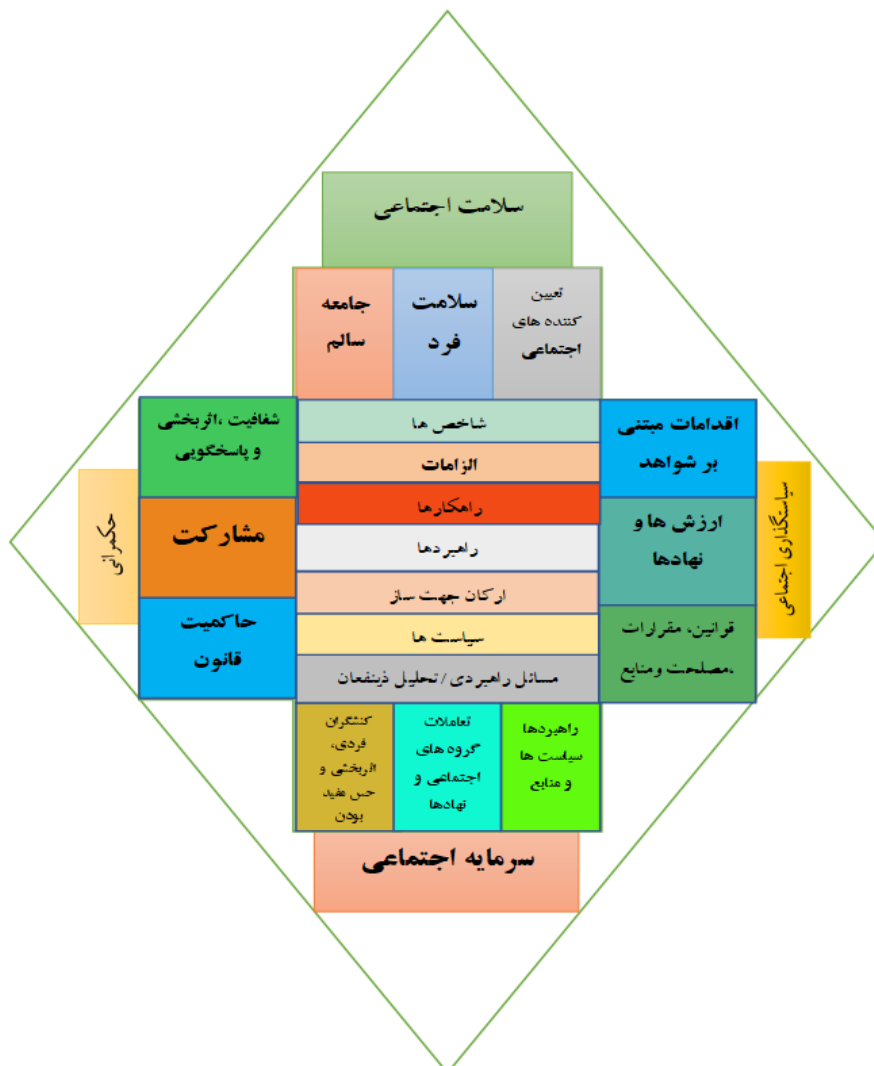 سلامت اجتماعی
تعیین
کننده های
اجتماعی
سلامت
فرد
جامعه
سالم
اقدامات مبتنی
بر شواهد
ارزش ها و
نهادها
قوانین، مقرارات
،مصلحت ومنابع
سیاستگذاری اجتماعی
شاخص ها
الزامات
راهکارها
راهبردها
ارکان جهت ساز
سیاست ها
مسائل راهبردی / تحلیل ذینفعان
شفافیت ،اثربخشی
و پاسخگویی
مشارکت
حاکمیت
قانون
حکمرانی
راهبردها
سیاست ها
و منابع
تعاملات
گروه های
اجتماعی و
نهادها
کنشگران
فردی،
اثربخشی و
حس مفید
بودن
سرمایه اجتماعی